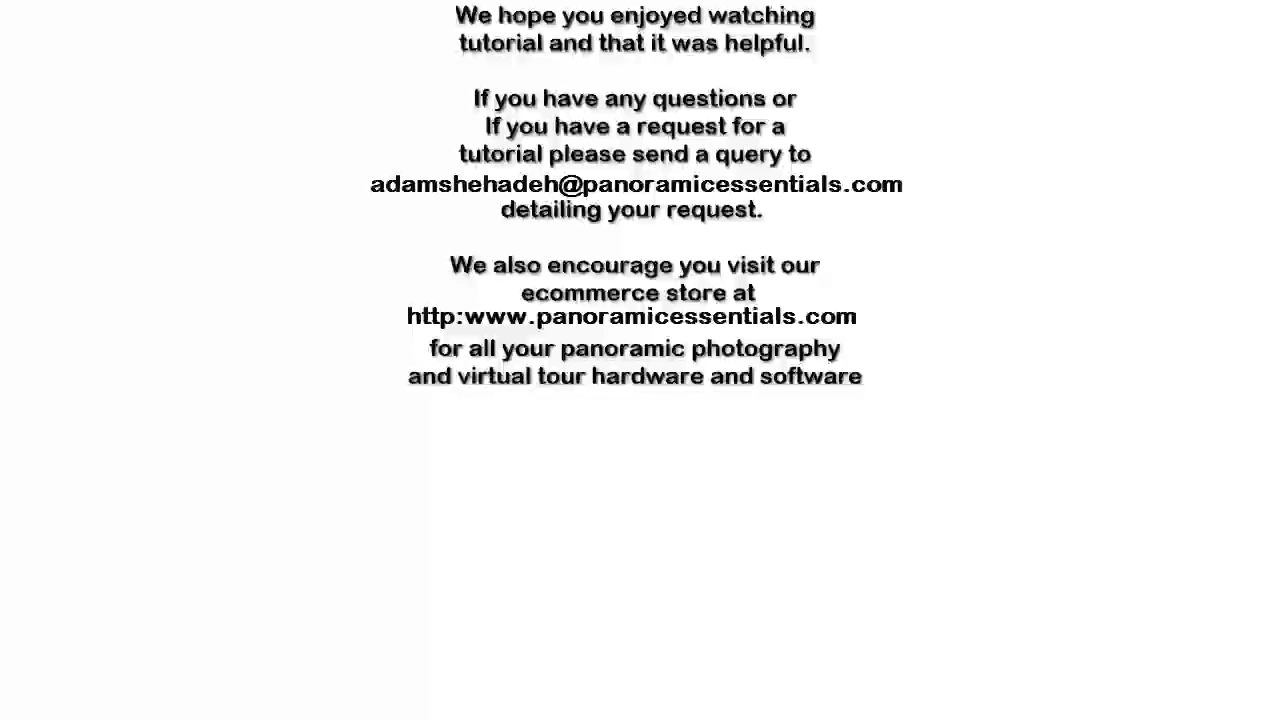 We hope you enjoyed watching
tutorial and that it was helpful.
If you have any questions or
If you have a request for a
tutorial please send a query to
adamshehadeh@panoramicessentials.com
detailing your request.
We also encourage you visit our
ecommerce store at
http:www.panoramicessentials.com
for all your panoramic photography
and virtual tour hardware and software